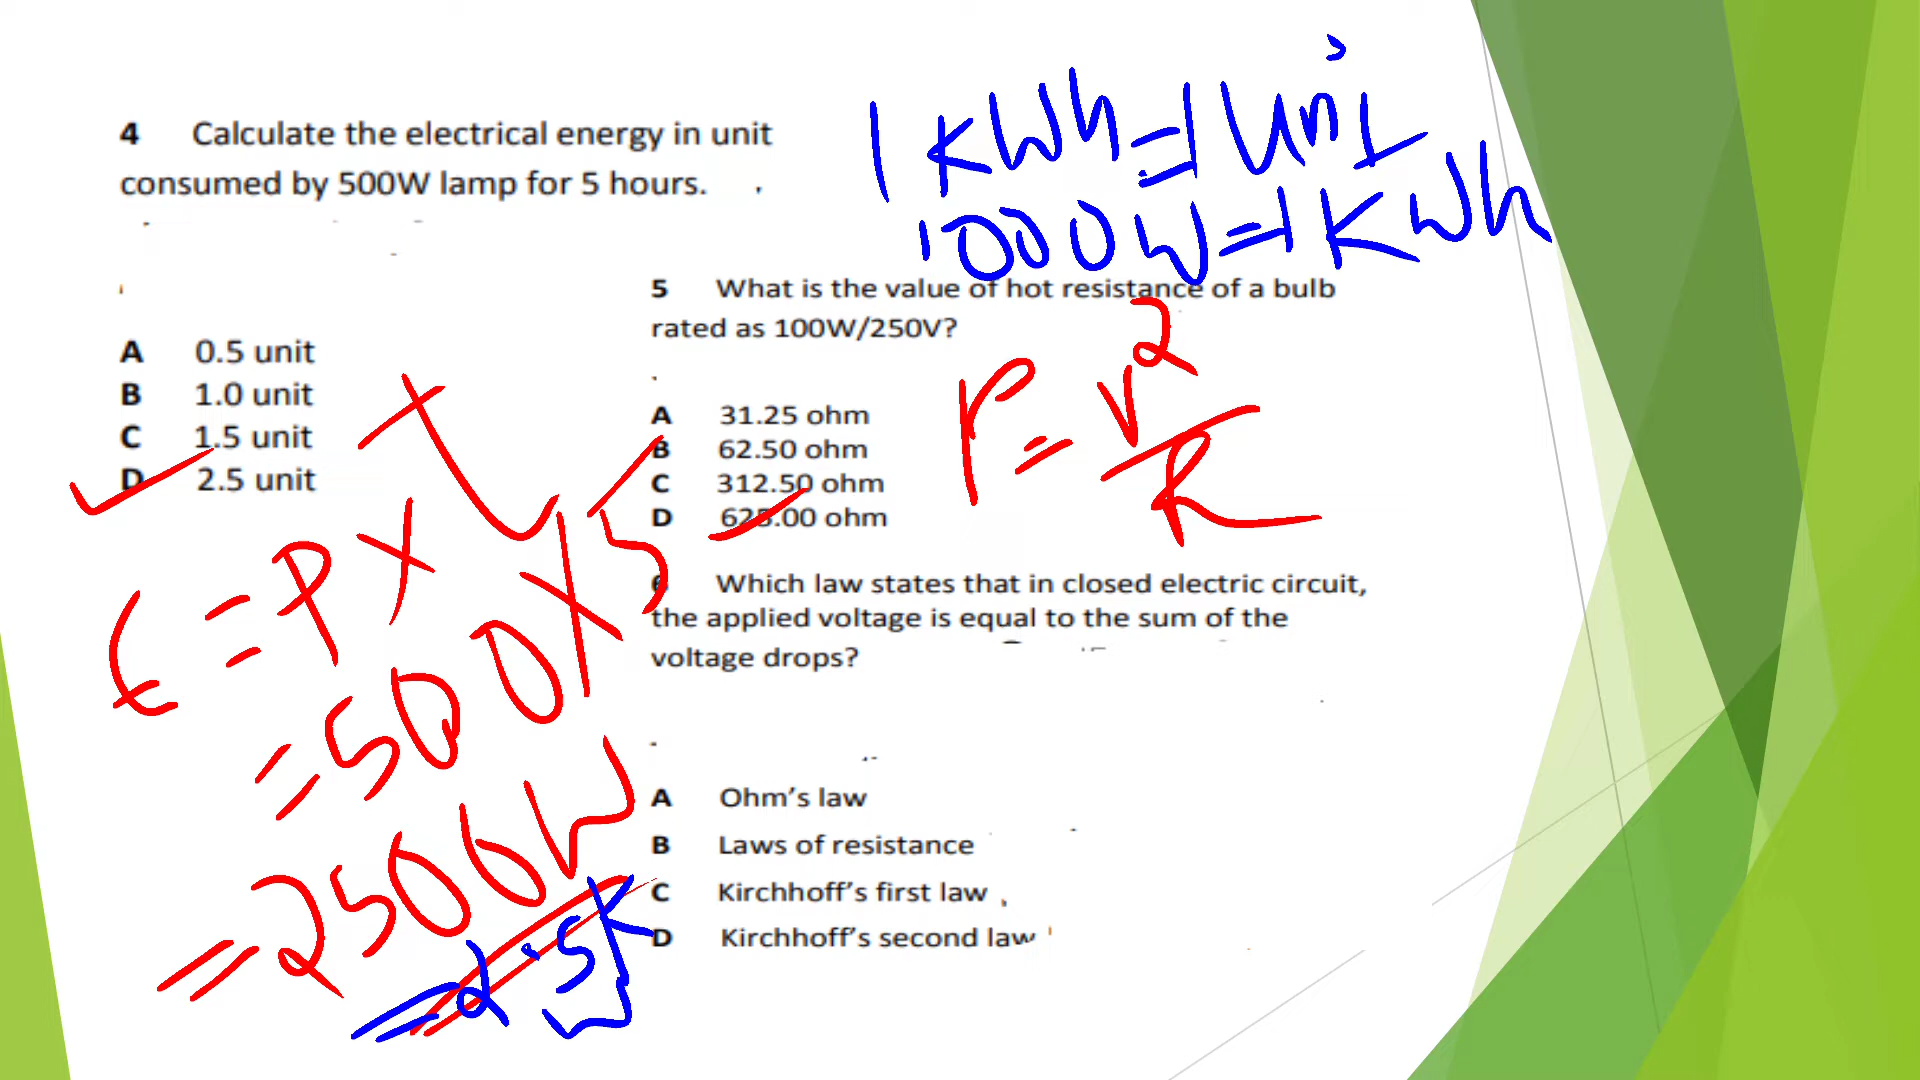 4 Calculate the electrical energy in unit
consumed by 500W lamp for 5 hours.
A 0.5 unit
B 1.0 unit
C 1.5 unit
D 2.5 unit
E = P X t
= 500 X 5
= 2500W
= 2.5K
1 KWh = 1 Unit
1000W = 1 KWh
5 What is the value of hot resistance of a bulb
rated as 100W/250V?
A 31.25 ohm
B 62.50 ohm
C 312.50 ohm
D 625.00 ohm
P = V²/R
6 Which law states that in closed electric circuit,
the applied voltage is equal to the sum of the
voltage drops?
A Ohm's law
B Laws of resistance
C Kirchhoff's first law
D Kirchhoff's second law